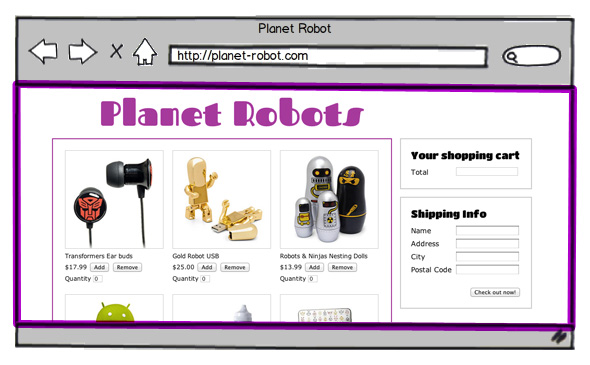 Planet Robot
http://planet-robot.com
Planet Robots
Your shopping cart
Total
Transformers Ear buds
$17.99 Add Remove
Quantity 0
Gold Robot USB
$25.00 Add Remove
Quantity 0
Robots & Ninjas Nesting Dolls
$13.99 Add Remove
Quantity 0
Shipping Info
Name
Address
City
Postal Code
Check out now!